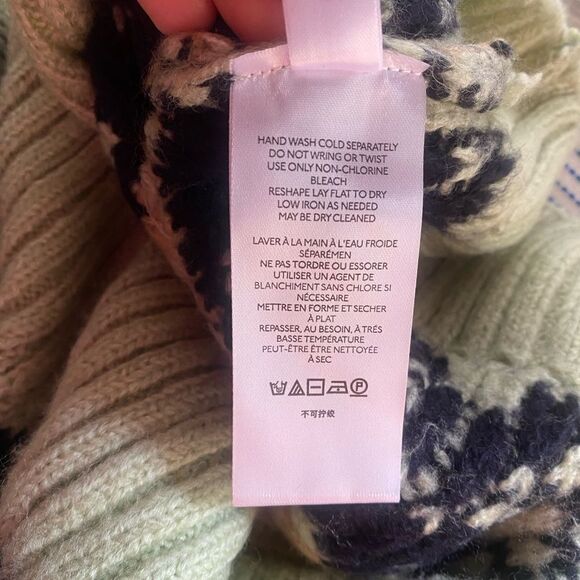 HAND WASH COLD SEPARATELY
DO NOT WRING OR TWIST
USE ONLY NON-CHLORINE
BLEACH
RESHAPE LAY FLAT TO DRY
LOW IRON AS NEEDED
MAY BE DRY CLEANED
LAVER À LA MAIN À L'EAU FROIDE
SÉPARÉMEN
NE PAS TORDRE OU ESSORER
UTILISER UN AGENT DE
BLANCHIMENT SANS CHLORE SI
NÉCESSAIRE
METTRE EN FORME ET SECHER
À PLAT
REPASSER, AU BESOIN, À TRÉS
BASSE TEMPÉRATURE
PEUT-ÊTRE ÊTRE NETTOYÉE
À SEC
P
不可拧绞